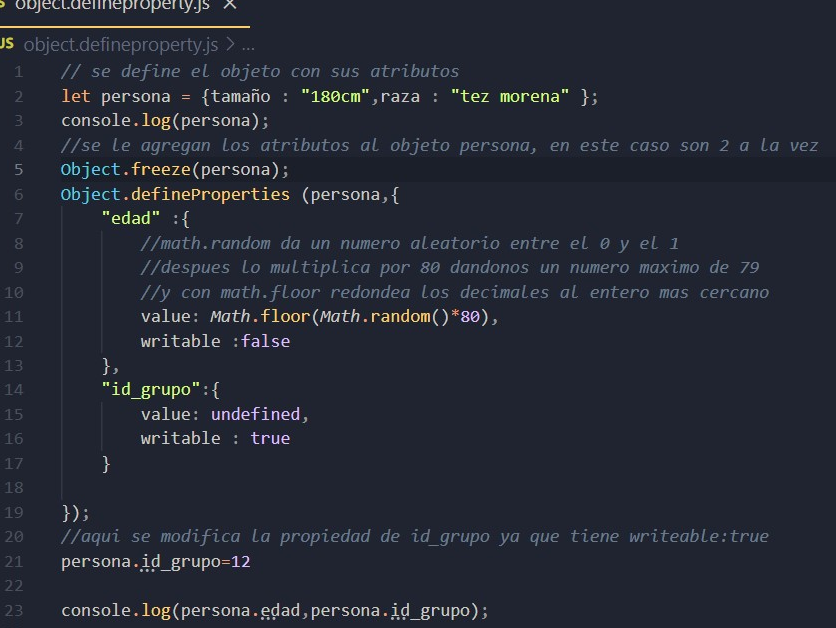 object.defineproperty.js ×
JS object.defineproperty.js > ...
1 // se define el objeto con sus atributos
2 let persona = {tamaño : "180cm",raza : "tez morena" };
3 console.log(persona);
4 //se le agregan los atributos al objeto persona, en este caso son 2 a la vez
5 Object.freeze(persona);
6 Object.defineProperties (persona,{
7 "edad" :{
8 //math.random da un numero aleatorio entre el 0 y el 1
9 //despues lo multiplica por 80 dandonos un numero maximo de 79
10 //y con math.floor redondea los decimales al entero mas cercano
11 value: Math.floor(Math.random()*80),
12 writable :false
13 },
14 "id_grupo":{
15 value: undefined,
16 writable : true
17 }
18
19 });
20 //aqui se modifica la propiedad de id_grupo ya que tiene writeable:true
21 persona.id_grupo=12
22
23 console.log(persona.edad,persona.id_grupo);